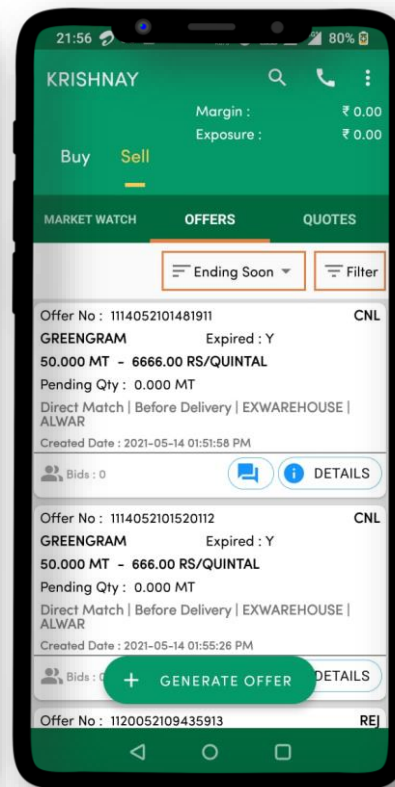 21:56
80%
KRISHNAY
Margin : ₹ 0.00
Exposure : ₹ 0.00
Buy Sell
MARKET WATCH OFFERS QUOTES
Ending Soon Filter
Offer No : 1114052101481911 CNL
GREENGRAM Expired : Y
50.000 MT - 6666.00 RS/QUINTAL
Pending Qty : 0.000 MT
Direct Match | Before Delivery | EXWAREHOUSE |
ALWAR
Created Date : 2021-05-14 01:51:58 PM
Bids : 0 DETAILS
Offer No : 1114052101520112 CNL
GREENGRAM Expired : Y
50.000 MT - 666.00 RS/QUINTAL
Pending Qty : 0.000 MT
Direct Match | Before Delivery | EXWAREHOUSE |
ALWAR
Created Date : 2021-05-14 01:55:26 PM
Bids : + GENERATE OFFER DETAILS
Offer No : 1120052109435913 REJ